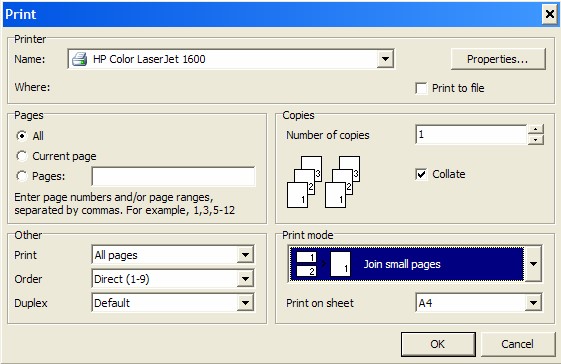 Print
Printer
Name: HP Color LaserJet 1600 Properties...
Where: Print to file
Pages
All
Current page
Pages:
Enter page numbers and/or page ranges,
separated by commas. For example, 1,3,5-12
Copies
Number of copies 1
1 2 3 1 2 3 Collate
Other
Print All pages
Order Direct (1-9)
Duplex Default
Print mode
1 2 1 Join small pages
Print on sheet A4
OK Cancel